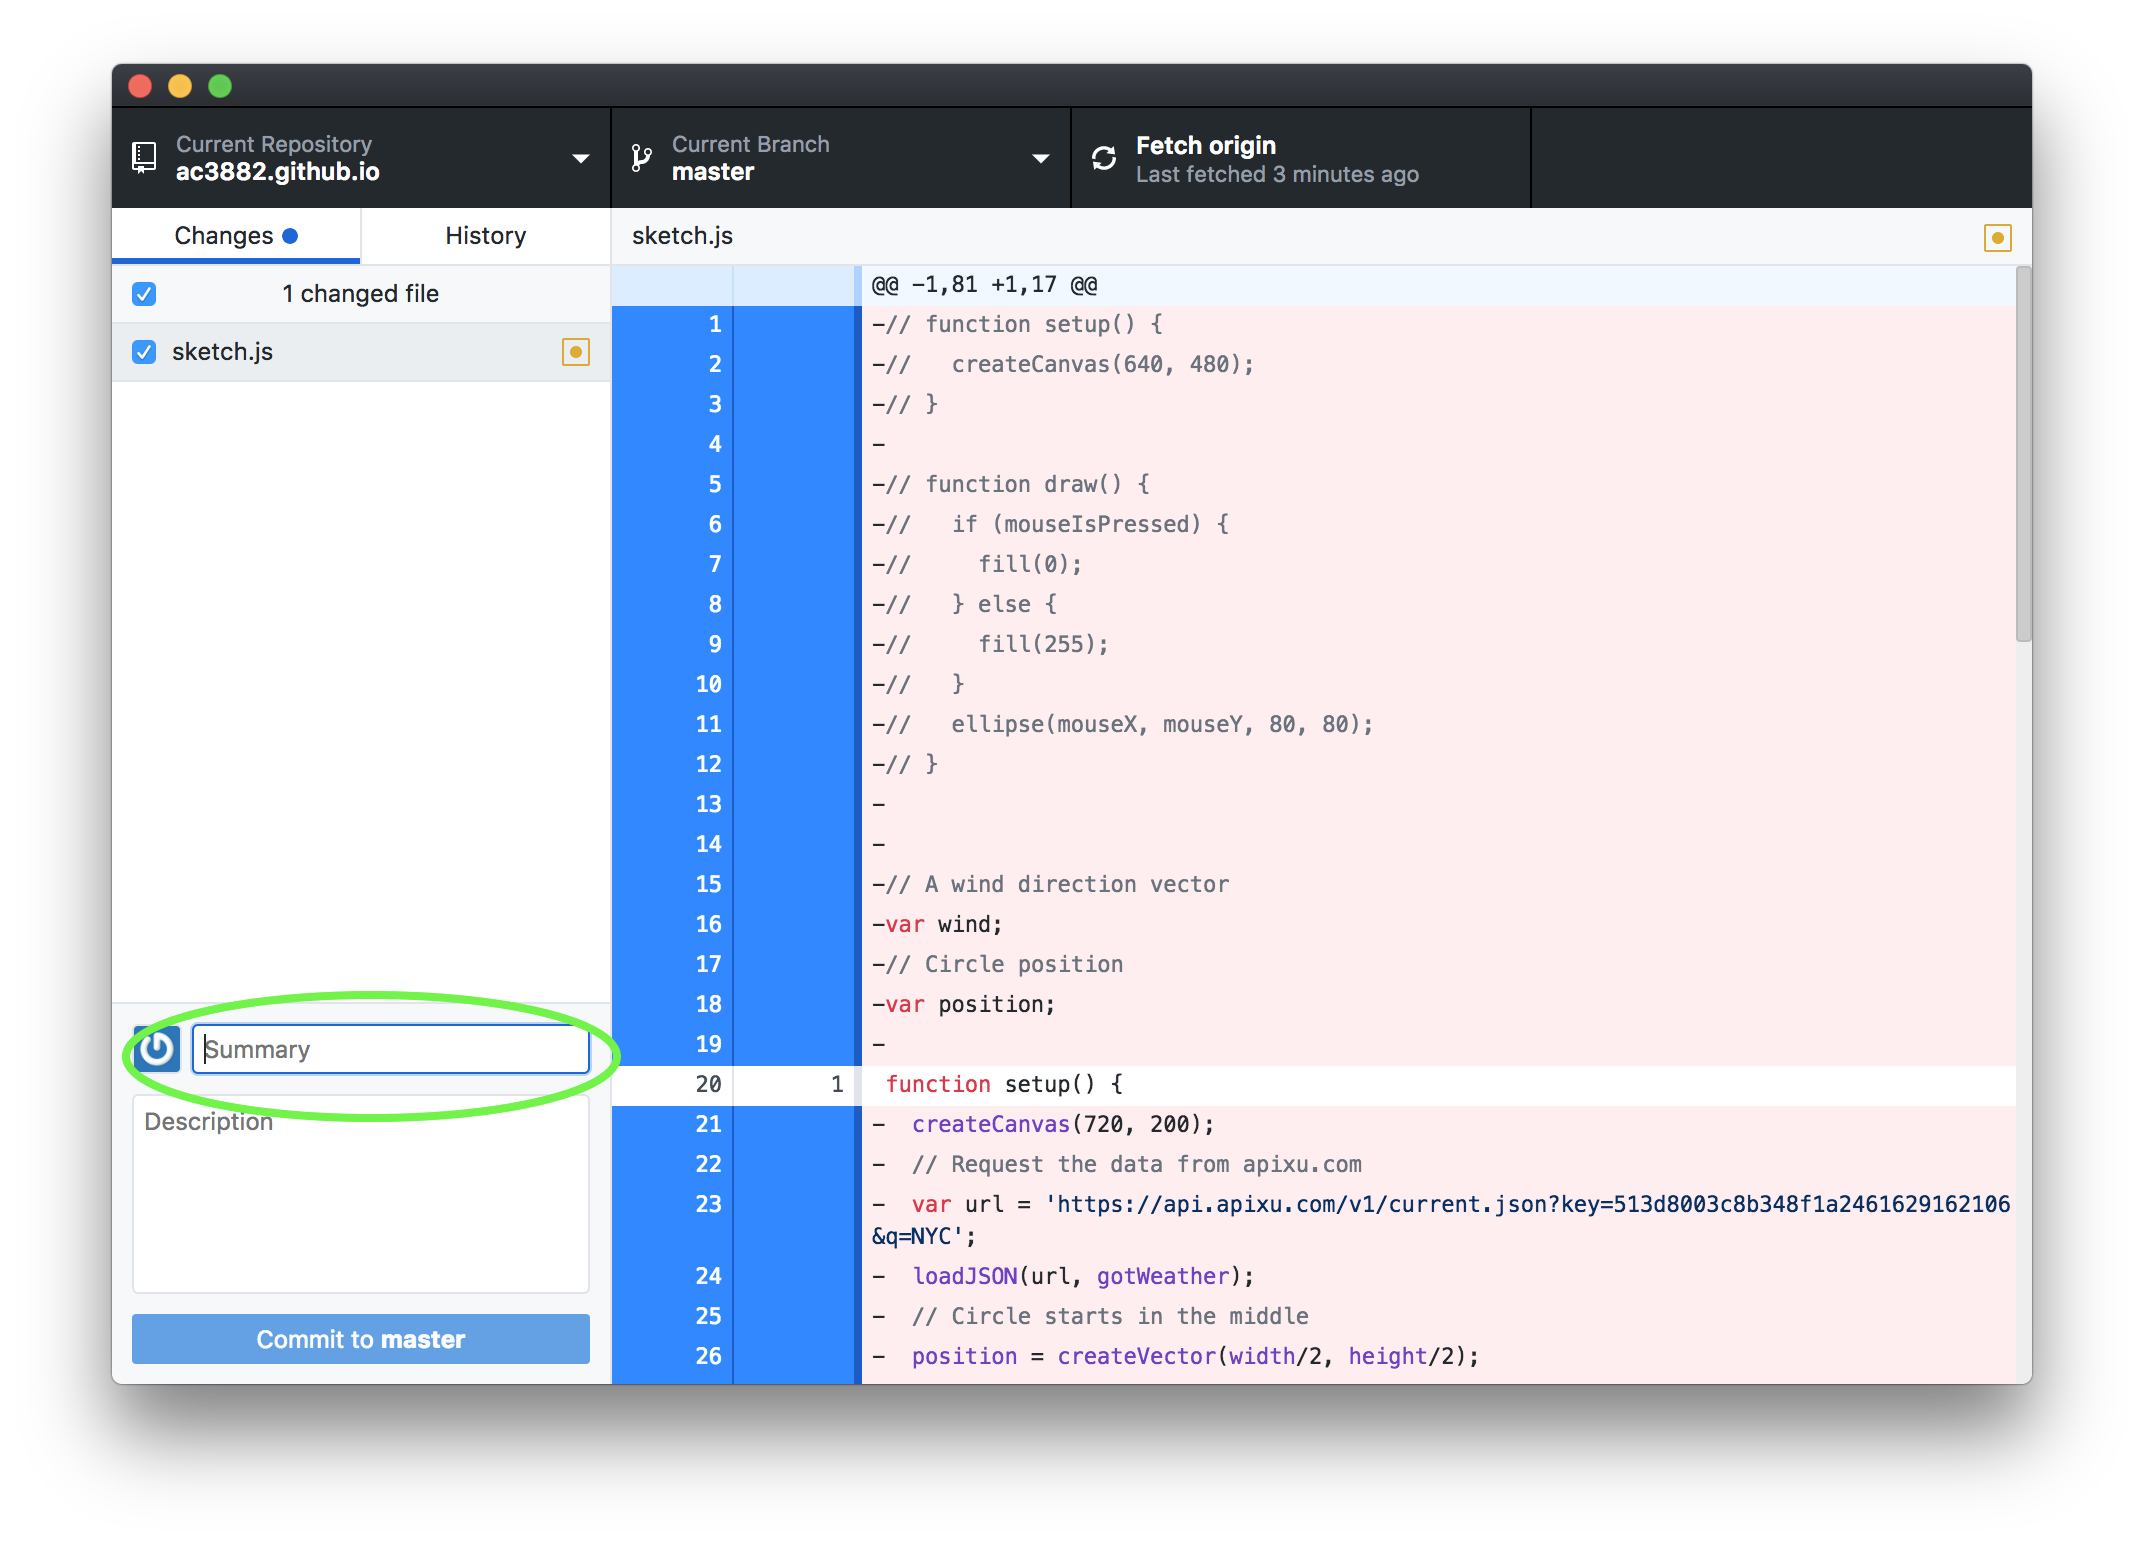 Current Repository
ac3882.github.io
Current Branch
master
Fetch origin
Last fetched 3 minutes ago
Changes
History
sketch.js
1 changed file
sketch.js
Summary
Description
Commit to master
@@ -1,81 +1,17 @@
1 -// function setup() {
2 -//   createCanvas(640, 480);
3 -// }
4 -
5 -// function draw() {
6 -//   if (mouseIsPressed) {
7 -//     fill(0);
8 -//   } else {
9 -//     fill(255);
10 -//   }
11 -//   ellipse(mouseX, mouseY, 80, 80);
12 -// }
13 -
14 -
15 -// A wind direction vector
16 -var wind;
17 -// Circle position
18 -var position;
19 -
20 1 function setup() {
21 -  createCanvas(720, 200);
22 -  // Request the data from apixu.com
23 -  var url = 'https://api.apixu.com/v1/current.json?key=513d8003c8b348f1a2461629162106
&q=NYC';
24 -  loadJSON(url, gotWeather);
25 -  // Circle starts in the middle
26 -  position = createVector(width/2, height/2);